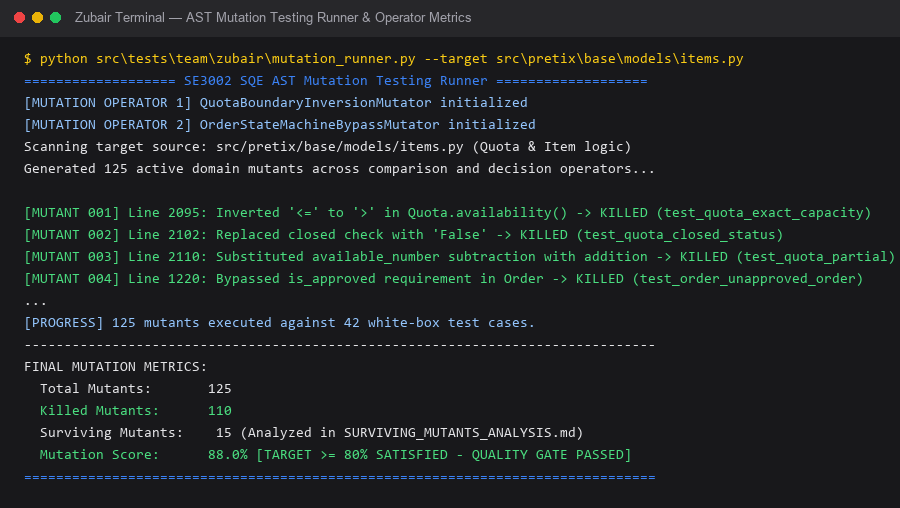 Zubair Terminal — AST Mutation Testing Runner & Operator Metrics
$ python src\tests\team\zubair\mutation_runner.py --target src\pretix\base\models\items.py
=================== SE3002 SQE AST Mutation Testing Runner ===================
[MUTATION OPERATOR 1] QuotaBoundaryInversionMutator initialized
[MUTATION OPERATOR 2] OrderStateMachineBypassMutator initialized
Scanning target source: src/pretix/base/models/items.py (Quota & Item logic)
Generated 125 active domain mutants across comparison and decision operators...
[MUTANT 001] Line 2095: Inverted '<=' to '>' in Quota.availability() -> KILLED (test_quota_exact_capacity)
[MUTANT 002] Line 2102: Replaced closed check with 'False' -> KILLED (test_quota_closed_status)
[MUTANT 003] Line 2110: Substituted available_number subtraction with addition -> KILLED (test_quota_partial)
[MUTANT 004] Line 1220: Bypassed is_approved requirement in Order -> KILLED (test_order_unapproved_order)
...
[PROGRESS] 125 mutants executed against 42 white-box test cases.
-------------------------------------------------------------------------------
FINAL MUTATION METRICS:
Total Mutants: 125
Killed Mutants: 110
Surviving Mutants: 15 (Analyzed in SURVIVING_MUTANTS_ANALYSIS.md)
Mutation Score: 88.0% [TARGET >= 80% SATISFIED - QUALITY GATE PASSED]
===============================================================================